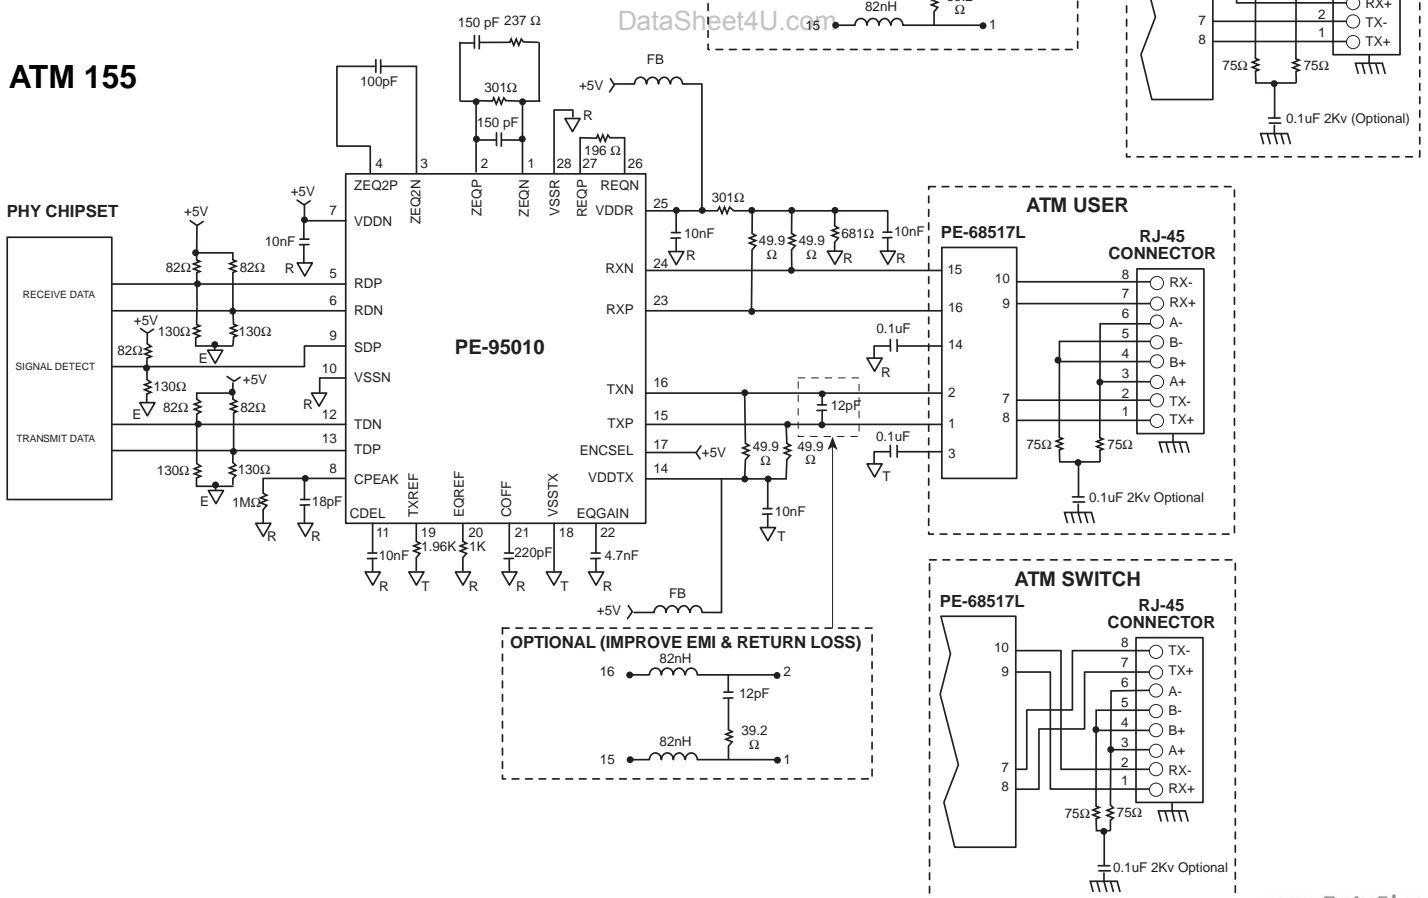 DataSheet4U.com
82nH
Ω
15
1
RX+
7
2
TX-
8
1
TX+
75Ω
75Ω
0.1uF 2Kv (Optional)
ATM 155
150 pF 237 Ω
100pF
301Ω
150 pF
FB
+5V
R
196 Ω
4
3
2
1
28
27
26
ZEQ2P
ZEQ2N
ZEQP
ZEQN
VSSR
REQP
REQN
PHY CHIPSET
RECEIVE DATA
SIGNAL DETECT
TRANSMIT DATA
+5V
82Ω
82Ω
130Ω
130Ω
E
+5V
82Ω
130Ω
E
+5V
82Ω
82Ω
130Ω
130Ω
E
+5V
10nF
R
7
VDDN
5
RDP
6
RDN
9
SDP
10
VSSN
R
12
TDN
13
TDP
8
CPEAK
1MΩ
18pF
R
R
PE-95010
25
VDDR
24
RXN
23
RXP
16
TXN
15
TXP
17
ENCSEL
+5V
14
VDDTX
CDEL
TXREF
EQREF
COFF
VSSTX
EQGAIN
11
19
20
21
18
22
10nF
1.96K
1K
220pF
4.7nF
R
T
R
R
T
R
301Ω
10nF
R
49.9
Ω
49.9
Ω
681Ω
R
10nF
R
0.1uF
R
12pF
0.1uF
T
49.9
Ω
49.9
Ω
10nF
T
+5V
FB
ATM USER
PE-68517L
RJ-45
CONNECTOR
15
16
14
2
1
3
10
9
7
8
8
RX-
7
RX+
6
A-
5
B-
4
B+
3
A+
2
TX-
1
TX+
75Ω
75Ω
0.1uF 2Kv Optional
OPTIONAL (IMPROVE EMI & RETURN LOSS)
16
82nH
2
12pF
39.2
Ω
15
82nH
1
ATM SWITCH
PE-68517L
RJ-45
CONNECTOR
10
9
7
8
8
TX-
7
TX+
6
A-
5
B-
4
B+
3
A+
2
RX-
1
RX+
75Ω
75Ω
0.1uF 2Kv Optional